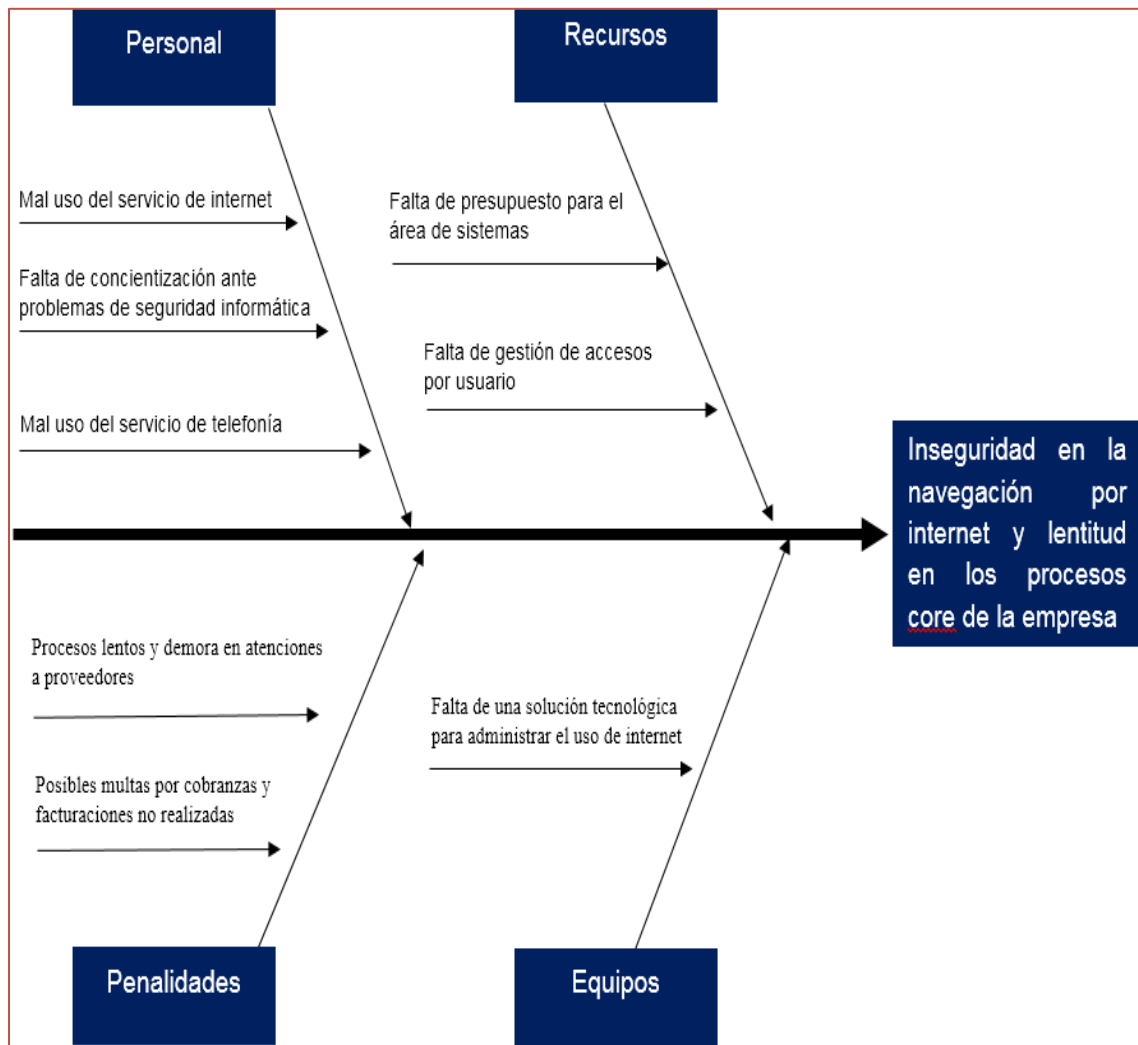 Personal
Recursos
Mal uso del servicio de internet
Falta de concientización ante
problemas de seguridad informática
Mal uso del servicio de telefonía
Falta de presupuesto para el
área de sistemas
Falta de gestión de accesos
por usuario
Inseguridad en la
navegación por
internet y lentitud
en los procesos
core de la empresa
Procesos lentos y demora en atenciones
a proveedores
Posibles multas por cobranzas y
facturaciones no realizadas
Falta de una solución tecnológica
para administrar el uso de internet
Penalidades
Equipos